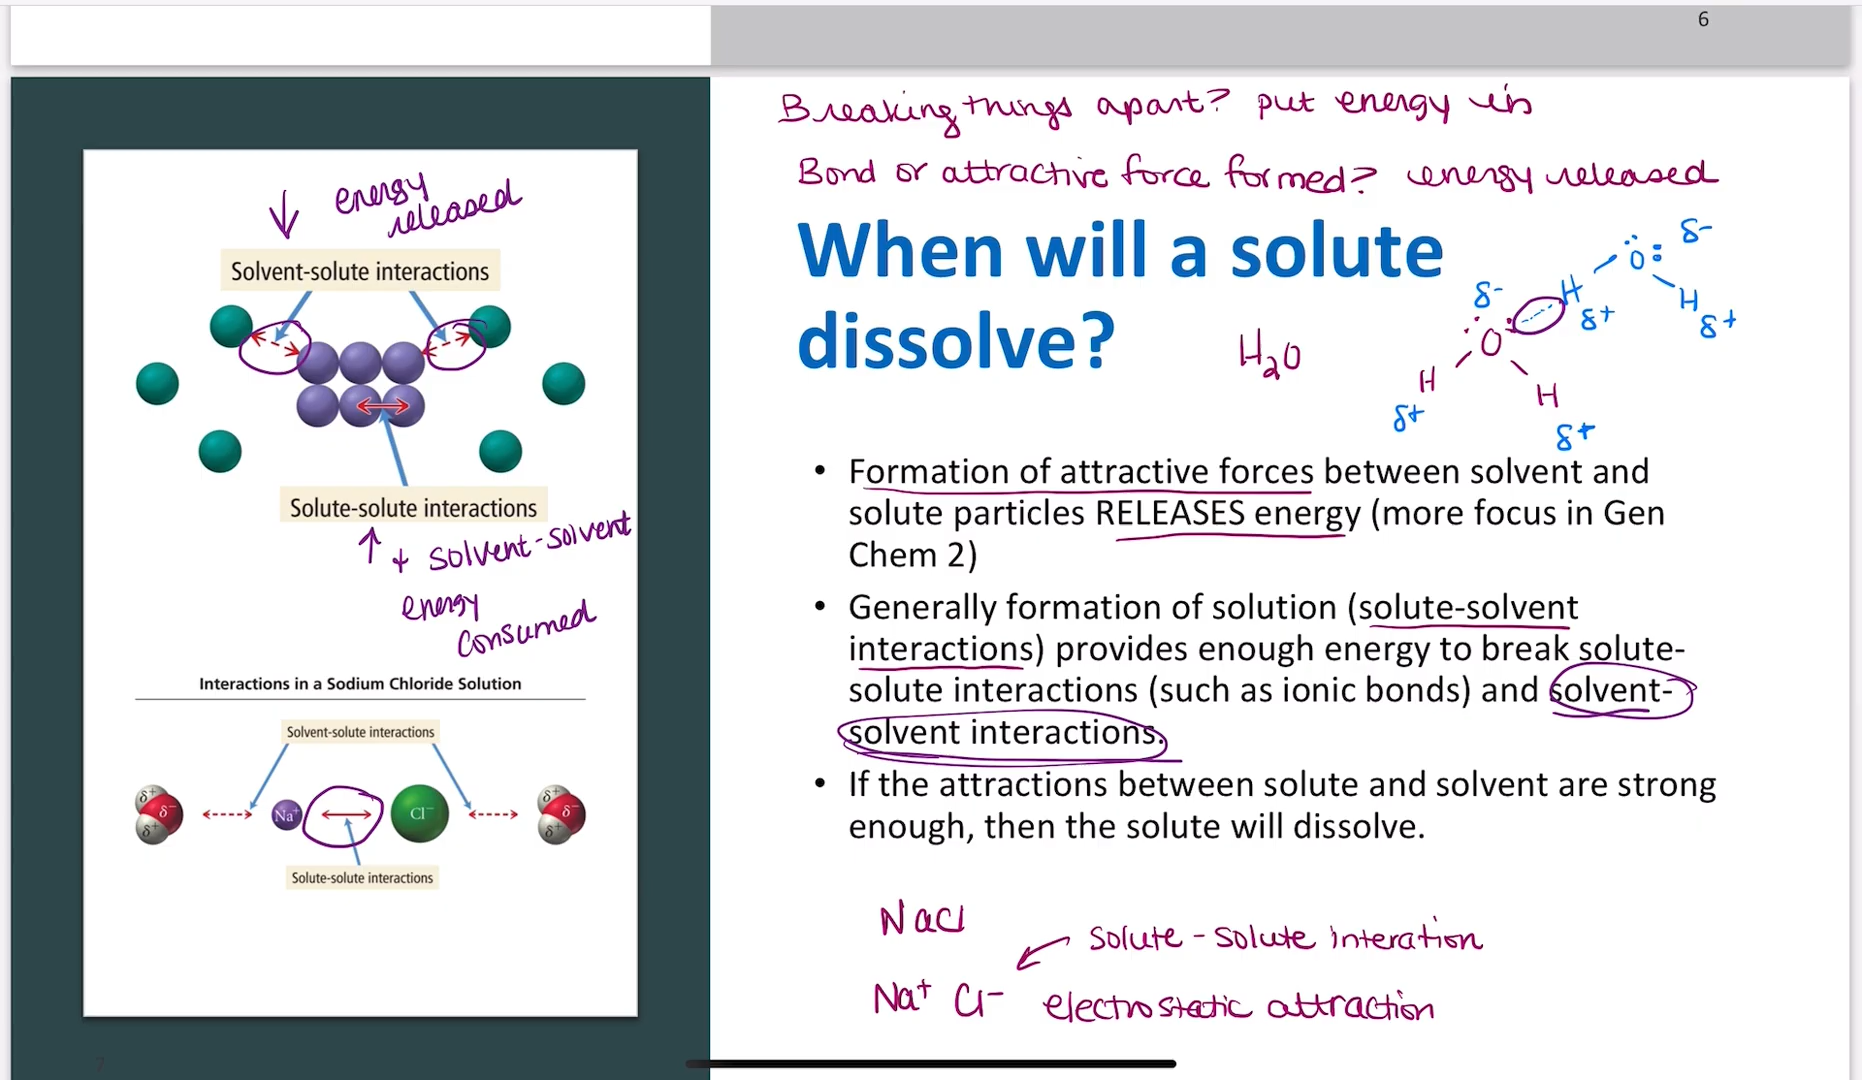 6
↓ energy
released
Solvent-solute interactions
Solute-solute interactions
↑ + solvent-solvent
energy
consumed
Interactions in a Sodium Chloride Solution
Solvent-solute interactions
δ+ δ− δ+ Na+ Cl− δ+ δ− δ+
Solute-solute interactions
7
Breaking things apart? put energy in
Bond or attractive force formed? energy released
When will a solute
dissolve?
H₂O
δ- O H H δ+ δ+
δ- O H H δ+ δ+
• Formation of attractive forces between solvent and
solute particles RELEASES energy (more focus in Gen
Chem 2)
• Generally formation of solution (solute-solvent
interactions) provides enough energy to break solute-
solute interactions (such as ionic bonds) and solvent-
solvent interactions.
• If the attractions between solute and solvent are strong
enough, then the solute will dissolve.
NaCl
solute - solute interation
Na+ Cl− electrostatic attraction